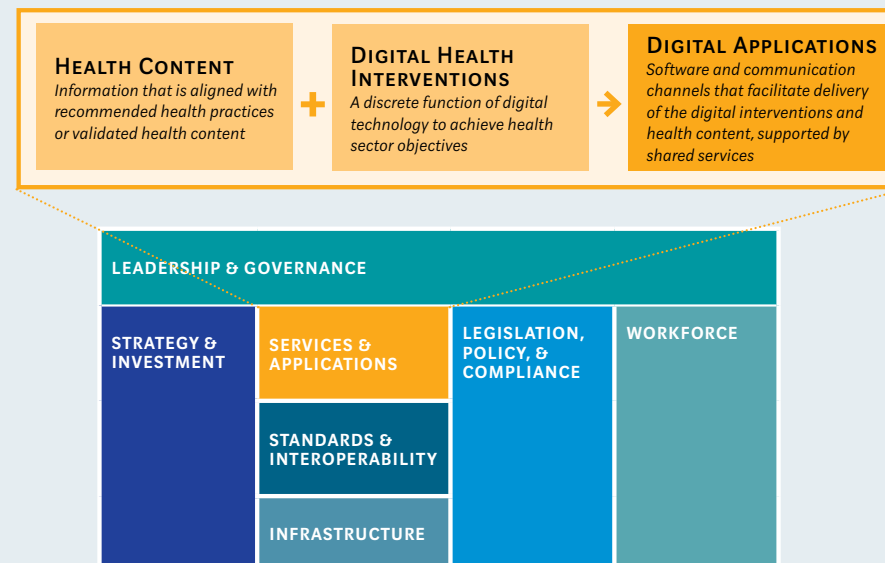 HEALTH CONTENT
Information that is aligned with
recommended health practices
or validated health content
DIGITAL HEALTH
INTERVENTIONS
A discrete function of digital
technology to achieve health
sector objectives
DIGITAL APPLICATIONS
Software and communication
channels that facilitate delivery
of the digital interventions and
health content, supported by
shared services
LEADERSHIP & GOVERNANCE
STRATEGY &
INVESTMENT
SERVICES &
APPLICATIONS
STANDARDS &
INTEROPERABILITY
INFRASTRUCTURE
LEGISLATION,
POLICY, &
COMPLIANCE
WORKFORCE